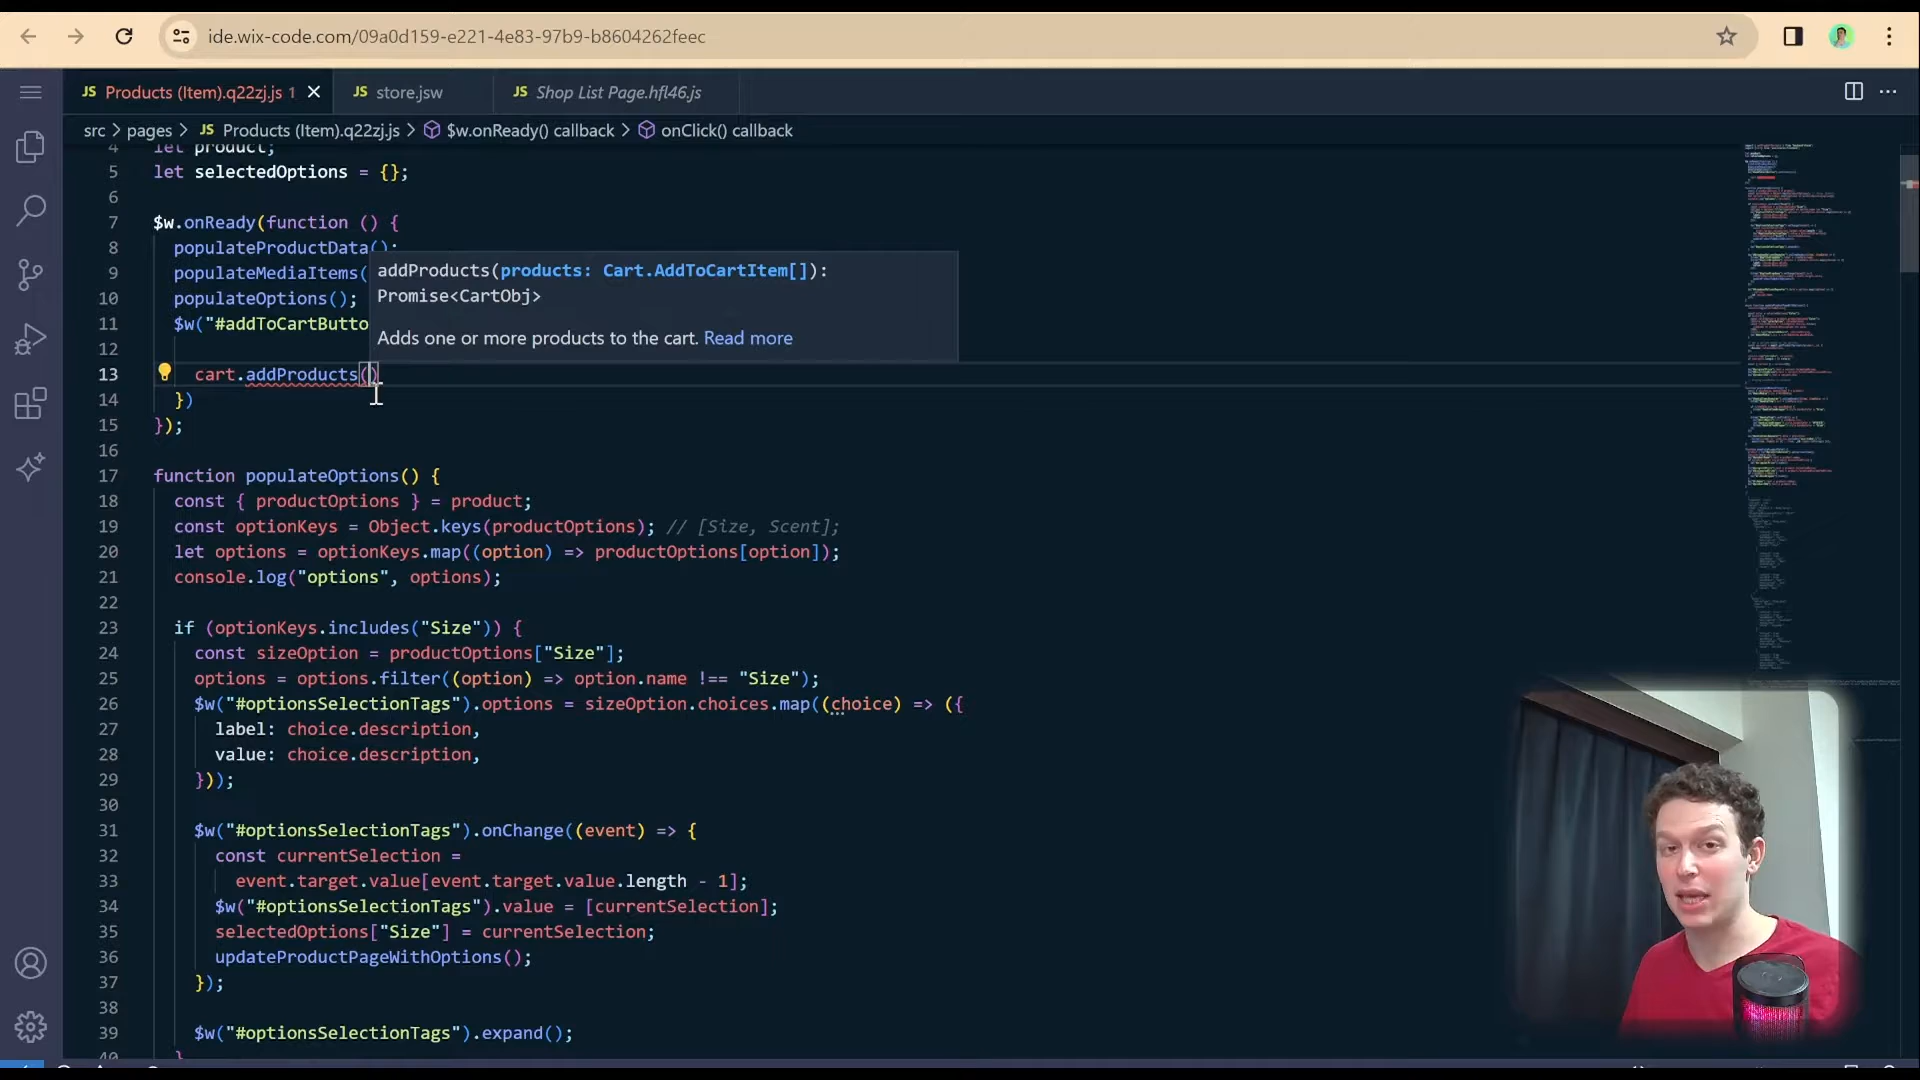 ide.wix-code.com/09a0d159-e221-4e83-97b9-b8604262feec
JS Products (Item).q22zj.js 1
JS store.jsw
JS Shop List Page.hfl46.js
src > pages > JS Products (Item).q22zj.js > $w.onReady() callback > onClick() callback
4 let product;
5 let selectedOptions = {};
6
7 $w.onReady(function () {
8 populateProductData();
9 populateMediaItems(
10 populateOptions();
11 $w("#addToCartButto
12
13 cart.addProducts()
14 })
15 });
16
17 function populateOptions() {
18 const { productOptions } = product;
19 const optionKeys = Object.keys(productOptions); // [Size, Scent];
20 let options = optionKeys.map((option) => productOptions[option]);
21 console.log("options", options);
22
23 if (optionKeys.includes("Size")) {
24 const sizeOption = productOptions["Size"];
25 options = options.filter((option) => option.name !== "Size");
26 $w("#optionsSelectionTags").options = sizeOption.choices.map((choice) => ({
27 label: choice.description,
28 value: choice.description,
29 }));
30
31 $w("#optionsSelectionTags").onChange((event) => {
32 const currentSelection =
33 event.target.value[event.target.value.length - 1];
34 $w("#optionsSelectionTags").value = [currentSelection];
35 selectedOptions["Size"] = currentSelection;
36 updateProductPageWithOptions();
37 });
38
39 $w("#optionsSelectionTags").expand();
40 }
addProducts(products: Cart.AddToCartItem[]):
Promise<CartObj>
Adds one or more products to the cart. Read more